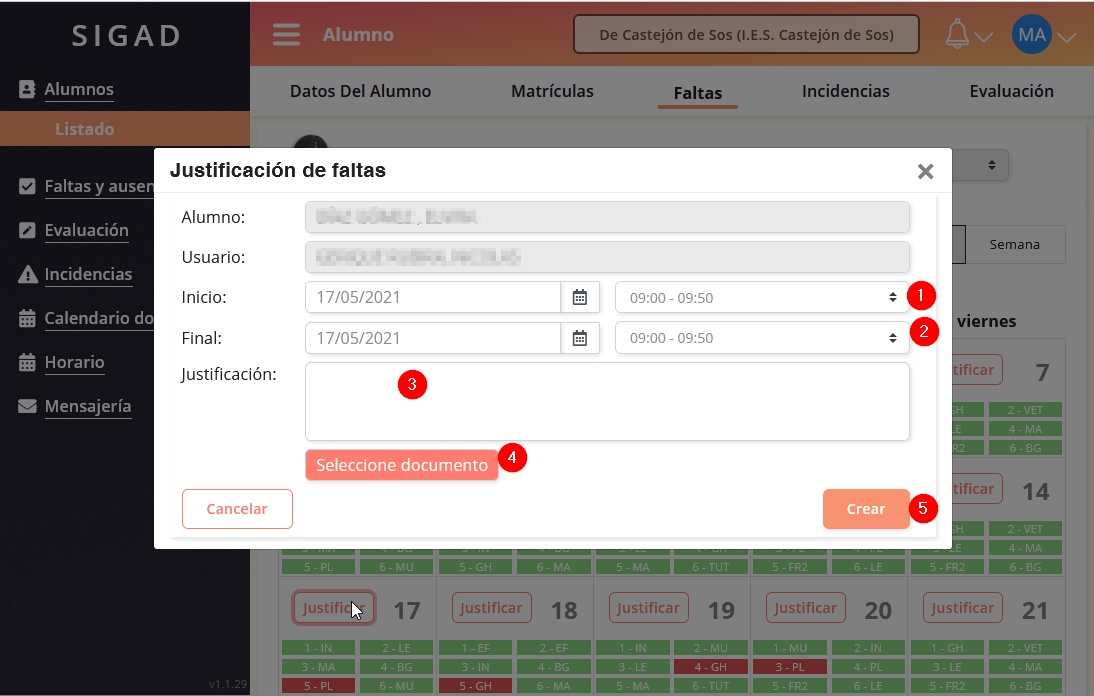 SIGAD
Alumno
De Castejón de Sos (I.E.S. Castejón de Sos)
MA
Alumnos
Listado
Faltas y ausen
Evaluación
Incidencias
Calendario do
Horario
Mensajería
v1.1.29
Datos Del Alumno Matrículas Faltas Incidencias Evaluación
Semana
viernes
Justificación de faltas
Alumno:
Usuario:
Inicio: 17/05/2021 09:00 - 09:50 1
Final: 17/05/2021 09:00 - 09:50 2
Justificación: 3
Seleccione documento 4
Cancelar Crear 5
tificar 7
GH 2 - VET
LE 4 - MA
FR2 6 - BG
tificar 14
GH 2 - VET
LE 4 - MA
5 - PL 6 - MU 5 - GH 6 - MA 5 - MA 6 - TUT 5 - FR2 6 - LE 5 - FR2 6 - BG
Justificar 17 Justificar 18 Justificar 19 Justificar 20 Justificar 21
1 - IN 2 - LE 1 - EF 2 - EF 1 - IN 2 - MU 1 - MU 2 - IN 1 - GH 2 - VET
3 - MA 4 - BG 3 - IN 4 - BG 3 - LE 4 - GH 3 - PL 4 - PL 3 - LE 4 - MA
5 - PL 6 - MU 5 - GH 6 - MA 5 - MA 6 - TUT 5 - FR2 6 - LE 5 - FR2 6 - BG